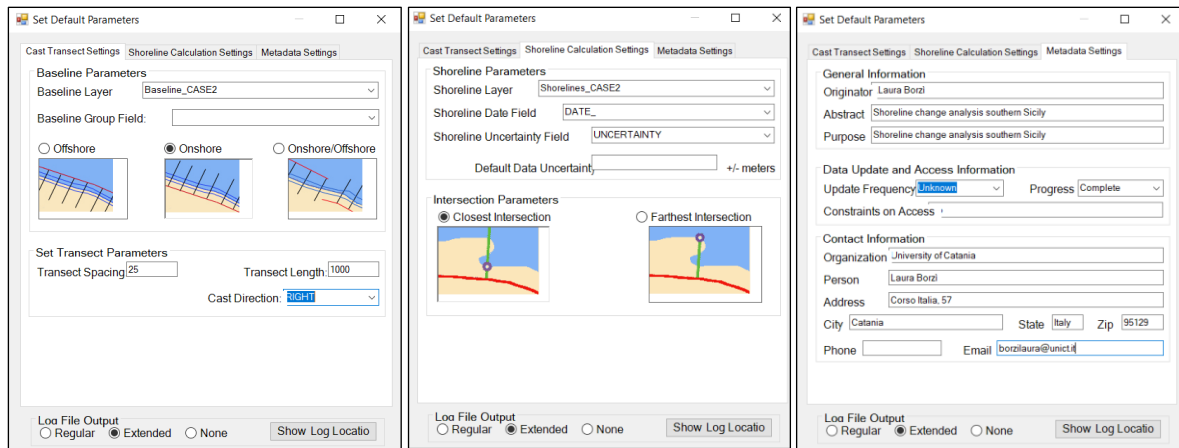 Set Default Parameters
Cast Transect Settings Shoreline Calculation Settings Metadata Settings
Baseline Parameters
Baseline Layer Baseline_CASE2
Baseline Group Field:
Offshore Onshore Onshore/Offshore
Set Transect Parameters
Transect Spacing 25 Transect Length: 1000
Cast Direction: RIGHT
Log File Output
Regular Extended None Show Log Locatio
Set Default Parameters
Cast Transect Settings Shoreline Calculation Settings Metadata Settings
Shoreline Parameters
Shoreline Layer Shorelines_CASE2
Shoreline Date Field DATE_
Shoreline Uncertainty Field UNCERTAINTY
Default Data Uncertainty +/- meters
Intersection Parameters
Closest Intersection Farthest Intersection
Log File Output
Regular Extended None Show Log Locatio
Set Default Parameters
Cast Transect Settings Shoreline Calculation Settings Metadata Settings
General Information
Originator Laura Borzì
Abstract Shoreline change analysis southern Sicily
Purpose Shoreline change analysis southern Sicily
Data Update and Access Information
Update Frequency Unknown Progress Complete
Constraints on Access
Contact Information
Organization University of Catania
Person Laura Borzì
Address Corso Italia, 57
City Catania State Italy Zip 95129
Phone Email borzilaura@unict.it
Log File Output
Regular Extended None Show Log Locatio